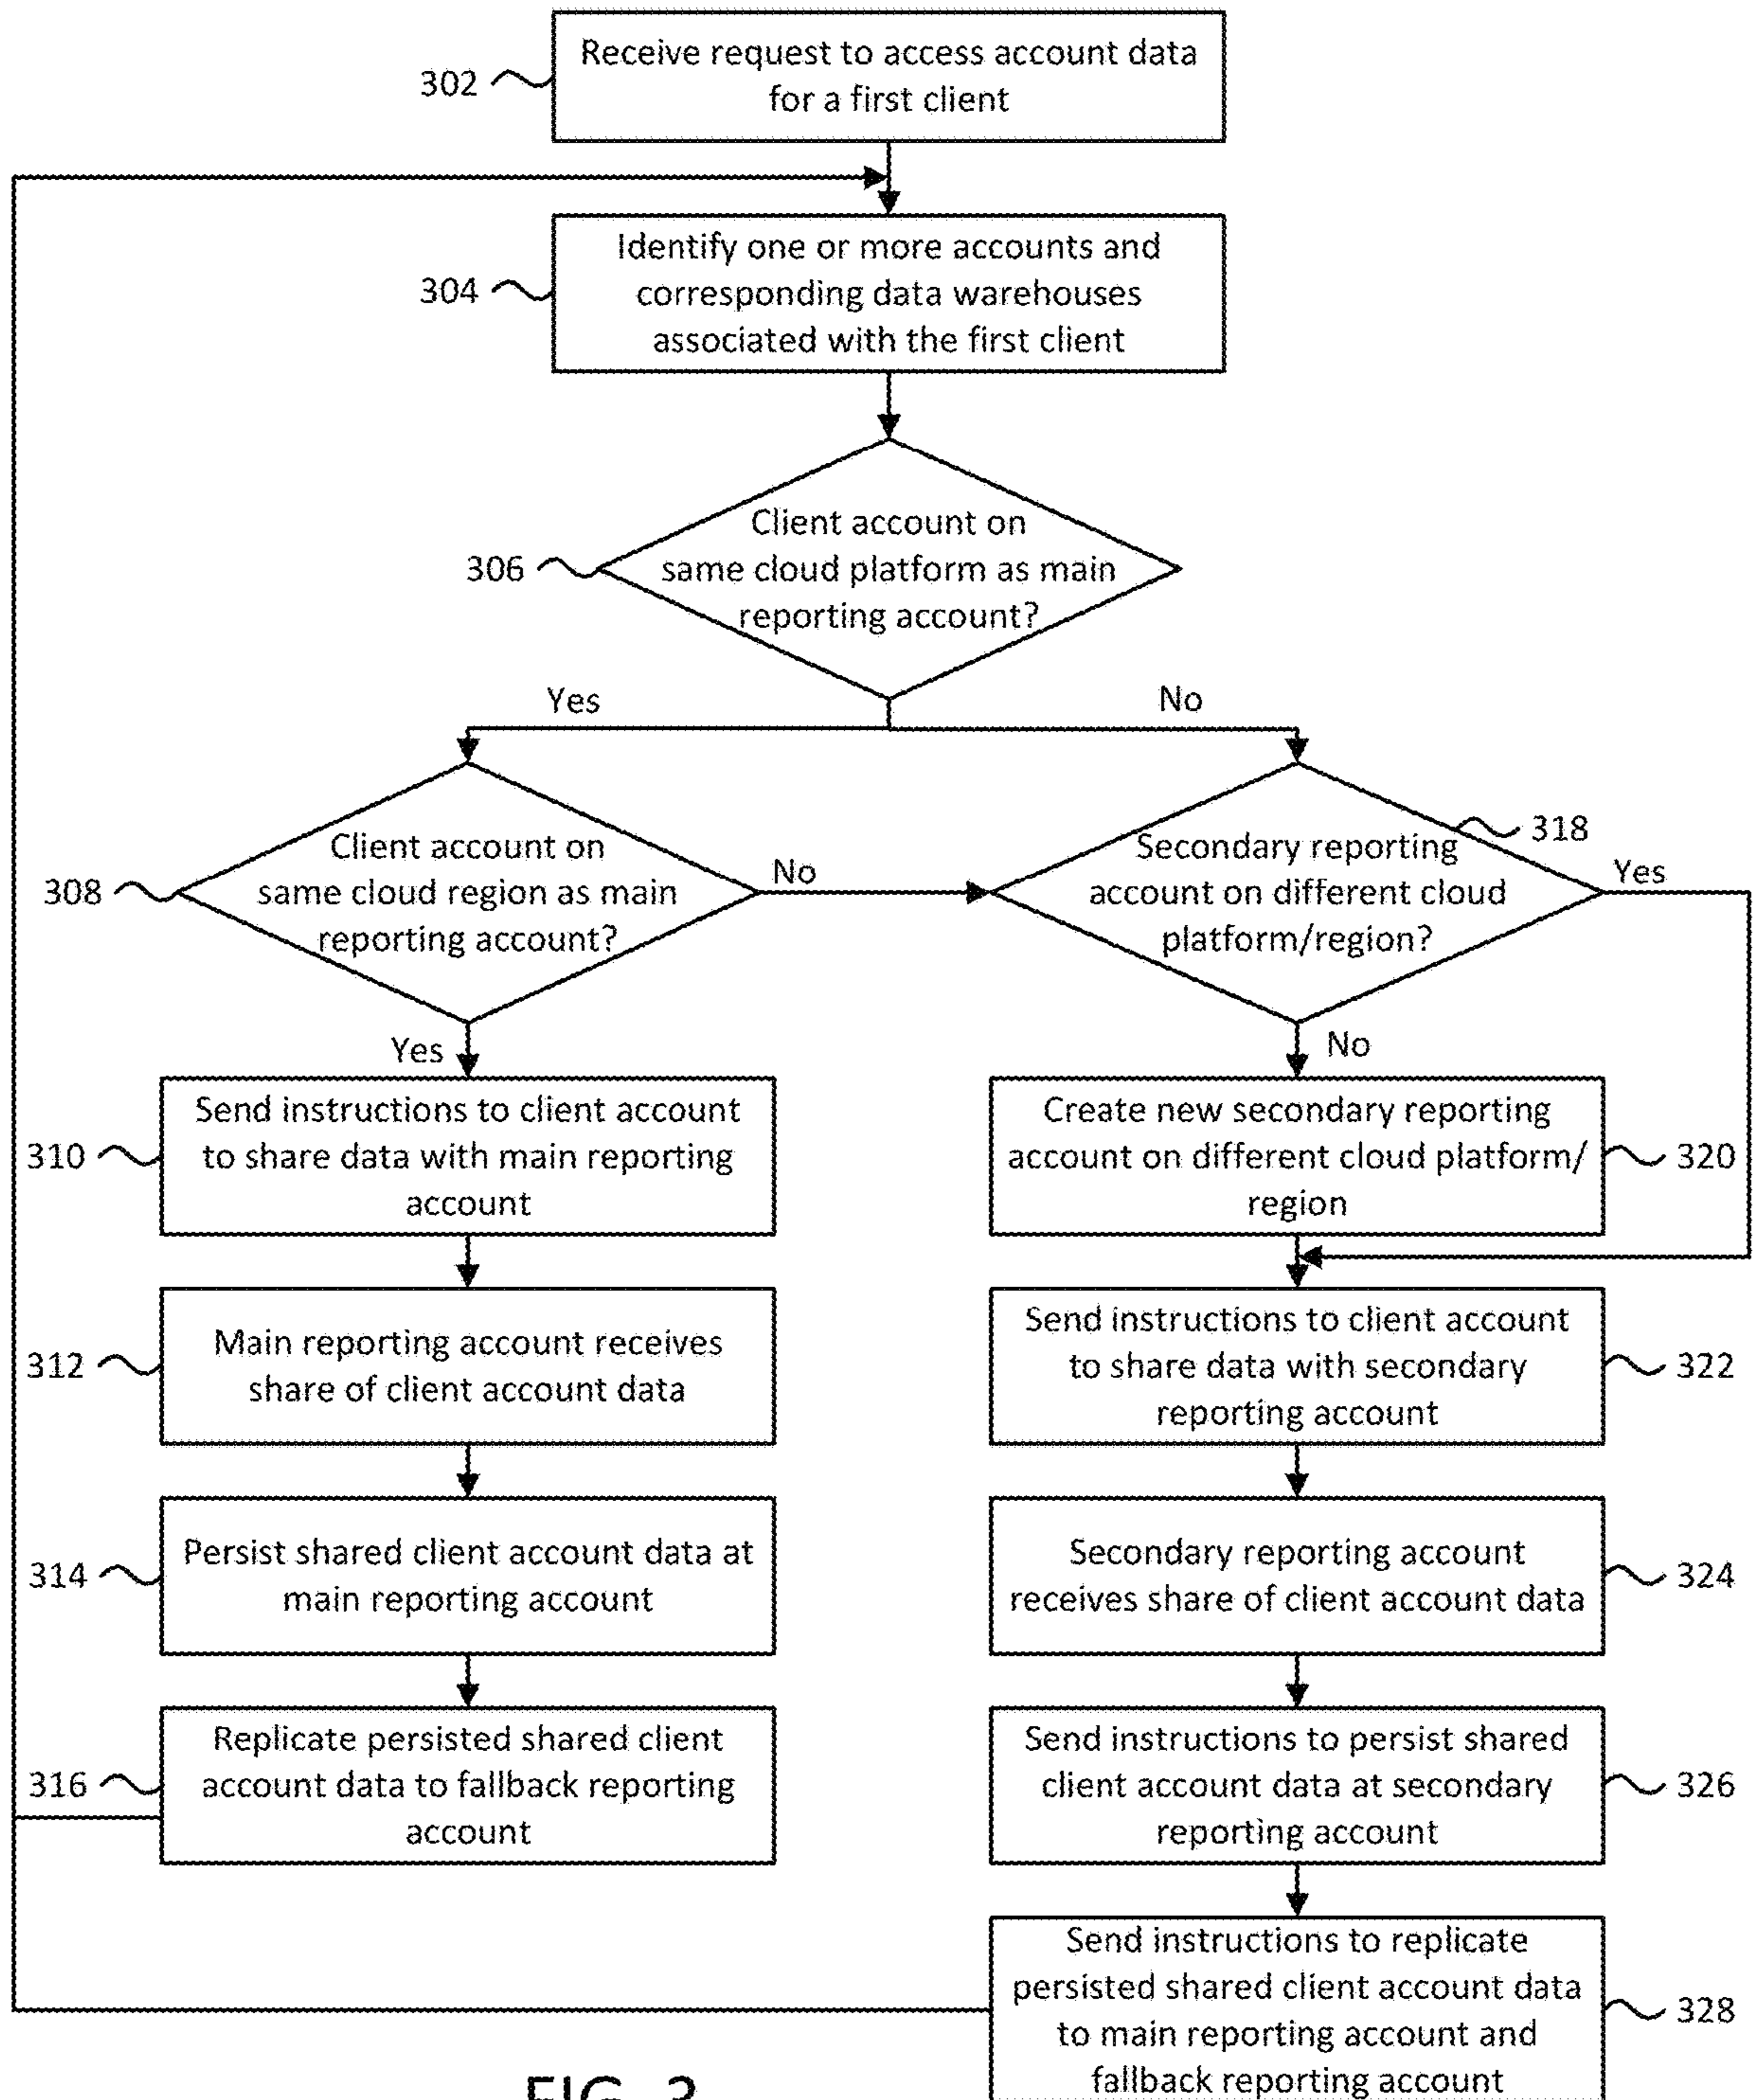 302
Receive request to access account data
for a first client
304
Identify one or more accounts and
corresponding data warehouses
associated with the first client
306
Client account on
same cloud platform as main
reporting account?
Yes
No
308
Client account on
same cloud region as main
reporting account?
No
318
Secondary reporting
account on different cloud
platform/region?
Yes
Yes
No
310
Send instructions to client account
to share data with main reporting
account
Create new secondary reporting
account on different cloud platform/
region
320
312
Main reporting account receives
share of client account data
Send instructions to client account
to share data with secondary
reporting account
322
314
Persist shared client account data at
main reporting account
Secondary reporting account
receives share of client account data
324
316
Replicate persisted shared client
account data to fallback reporting
account
Send instructions to persist shared
client account data at secondary
reporting account
326
Send instructions to replicate
persisted shared client account data
to main reporting account and
fallback reporting account
328
FIG. 3